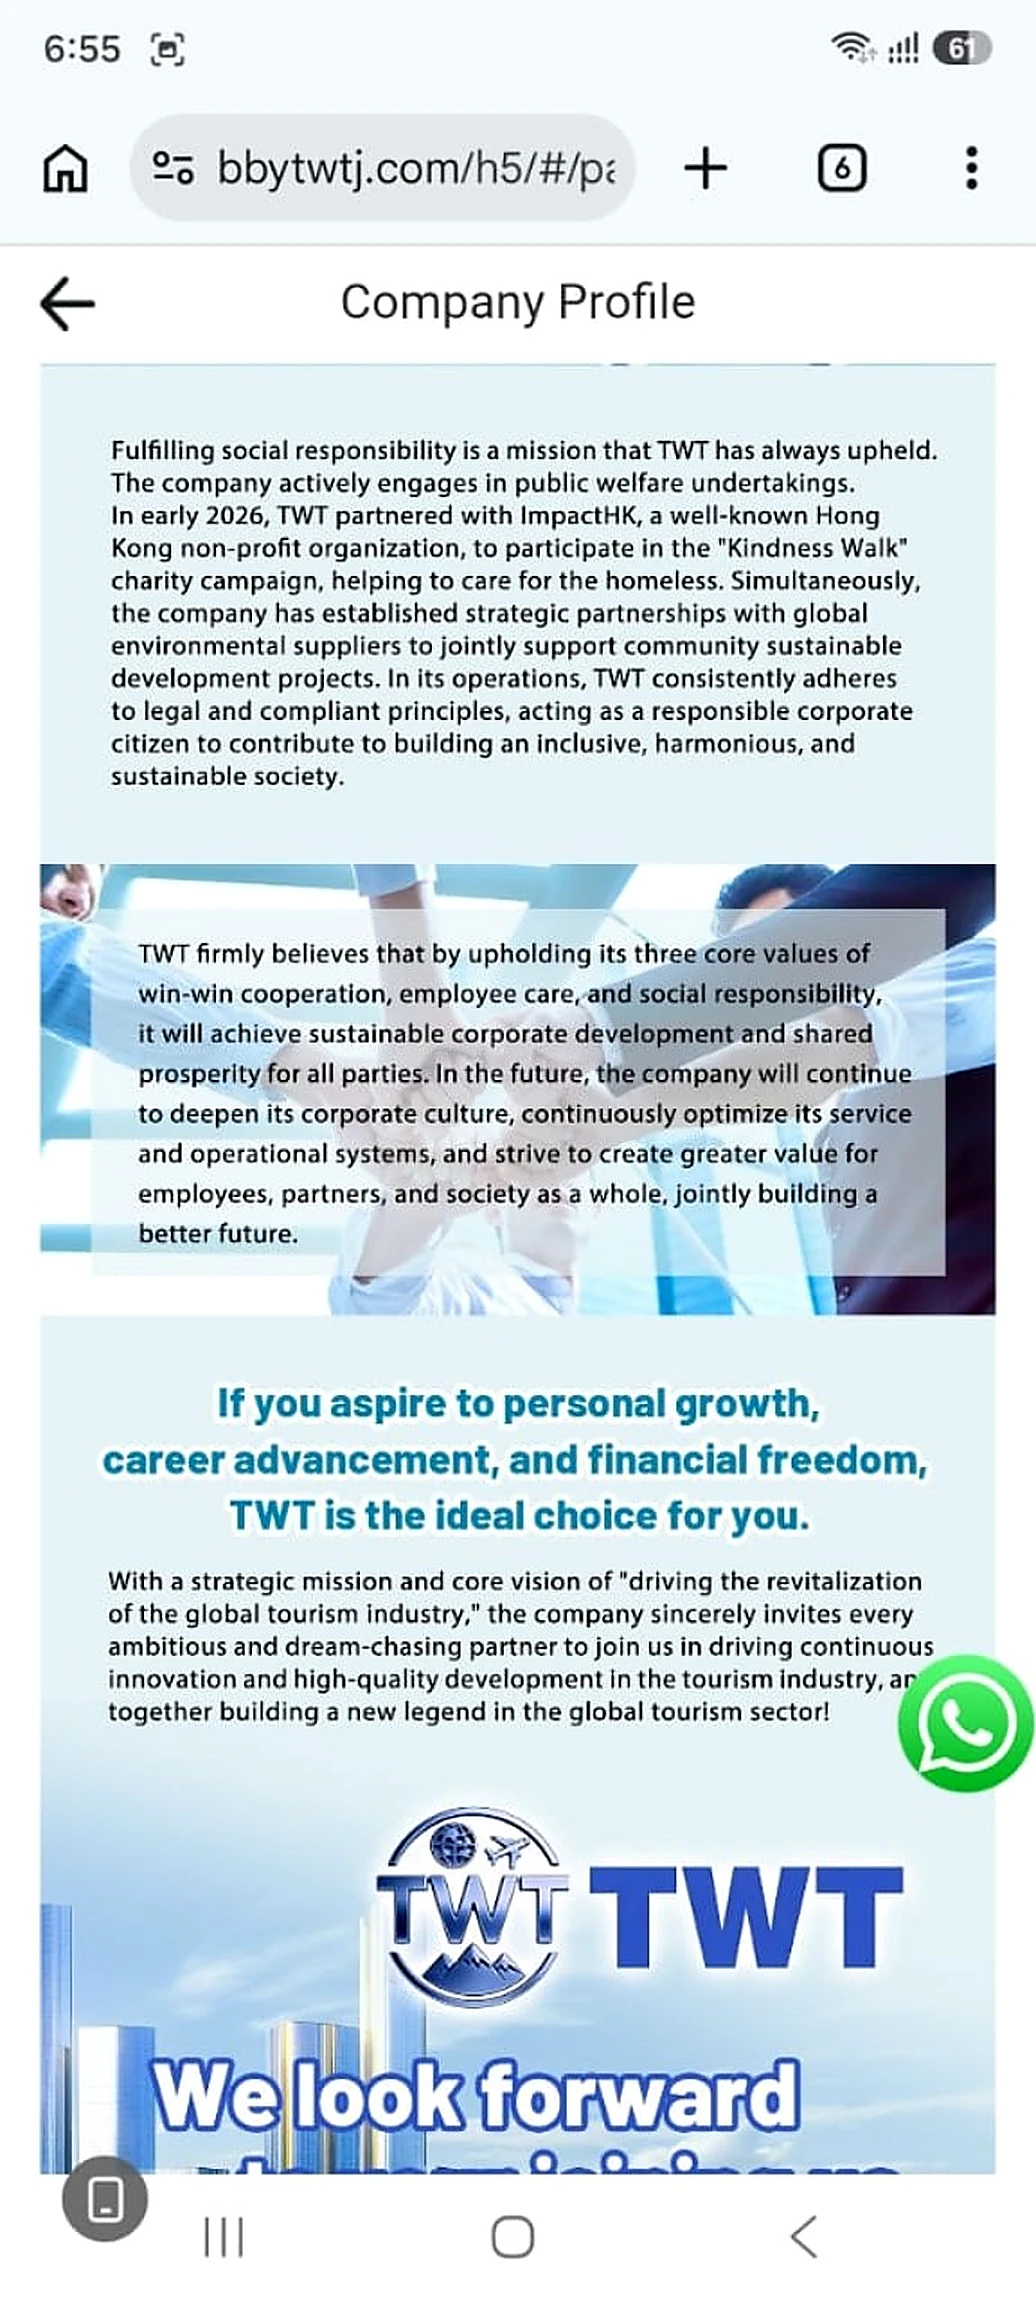 6:55
61
bbytwtj.com/h5/#/pa
6
Company Profile
Fulfilling social responsibility is a mission that TWT has always upheld.
The company actively engages in public welfare undertakings.
In early 2026, TWT partnered with ImpactHK, a well-known Hong
Kong non-profit organization, to participate in the "Kindness Walk"
charity campaign, helping to care for the homeless. Simultaneously,
the company has established strategic partnerships with global
environmental suppliers to jointly support community sustainable
development projects. In its operations, TWT consistently adheres
to legal and compliant principles, acting as a responsible corporate
citizen to contribute to building an inclusive, harmonious, and
sustainable society.
TWT firmly believes that by upholding its three core values of
win-win cooperation, employee care, and social responsibility,
it will achieve sustainable corporate development and shared
prosperity for all parties. In the future, the company will continue
to deepen its corporate culture, continuously optimize its service
and operational systems, and strive to create greater value for
employees, partners, and society as a whole, jointly building a
better future.
If you aspire to personal growth,
career advancement, and financial freedom,
TWT is the ideal choice for you.
With a strategic mission and core vision of "driving the revitalization
of the global tourism industry," the company sincerely invites every
ambitious and dream-chasing partner to join us in driving continuous
innovation and high-quality development in the tourism industry, an
together building a new legend in the global tourism sector!
TWT TWT
We look forward